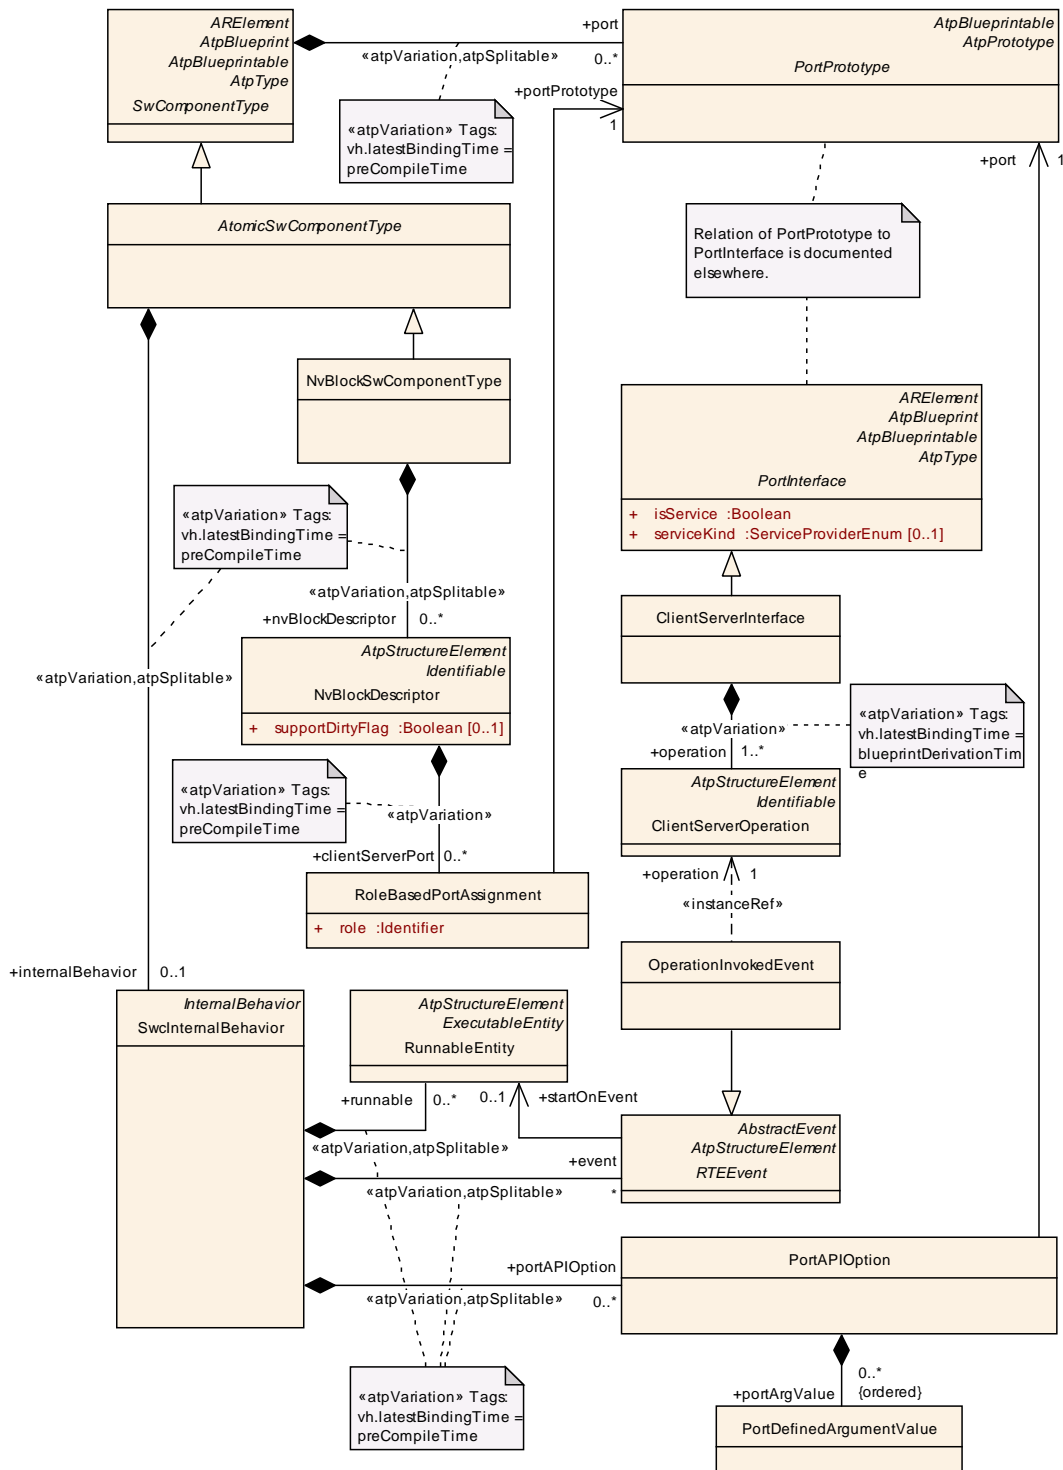 ARElement
AtpBlueprint
AtpBlueprintable
AtpType
SwComponentType
+port
«atpVariation,atpSplitable»
0..*
AtpBlueprintable
AtpPrototype
PortPrototype
+portPrototype
1
«atpVariation» Tags:
vh.latestBindingTime =
preCompileTime
+port
1
AtomicSwComponentType
Relation of PortPrototype to
PortInterface is documented
elsewhere.
NvBlockSwComponentType
ARElement
AtpBlueprint
AtpBlueprintable
AtpType
PortInterface
+ isService :Boolean
+ serviceKind :ServiceProviderEnum [0..1]
«atpVariation» Tags:
vh.latestBindingTime =
preCompileTime
«atpVariation,atpSplitable»
+nvBlockDescriptor
0..*
ClientServerInterface
AtpStructureElement
Identifiable
NvBlockDescriptor
+ supportDirtyFlag :Boolean [0..1]
«atpVariation,atpSplitable»
«atpVariation» Tags:
vh.latestBindingTime =
blueprintDerivationTim
e
«atpVariation»
+operation
1..*
«atpVariation» Tags:
vh.latestBindingTime =
preCompileTime
«atpVariation»
+clientServerPort
0..*
AtpStructureElement
Identifiable
ClientServerOperation
+operation
1
«instanceRef»
RoleBasedPortAssignment
+ role :Identifier
OperationInvokedEvent
+internalBehavior
0..1
InternalBehavior
SwcInternalBehavior
AtpStructureElement
ExecutableEntity
RunnableEntity
+runnable
0..*
0..1
+startOnEvent
«atpVariation,atpSplitable»
AbstractEvent
AtpStructureElement
RTEEvent
+event
«atpVariation,atpSplitable»
*
+portAPIOption
«atpVariation,atpSplitable»
0..*
PortAPIOption
«atpVariation» Tags:
vh.latestBindingTime =
preCompileTime
0..*
{ordered}
+portArgValue
PortDefinedArgumentValue